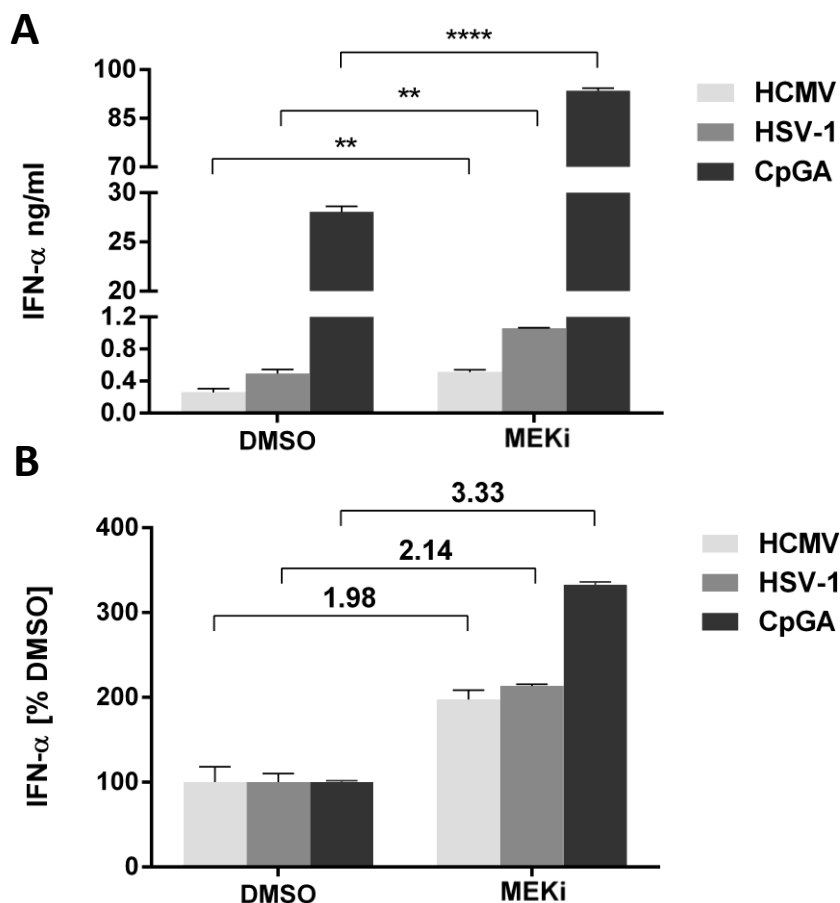 A
****
**
**
IFN-α ng/ml
100
85
70
30
25
20
1.2
0.8
0.4
0.0
DMSO
MEKi
HCMV
HSV-1
CpGA
B
3.33
2.14
1.98
IFN-α [% DMSO]
400
300
200
100
0
DMSO
MEKi
HCMV
HSV-1
CpGA